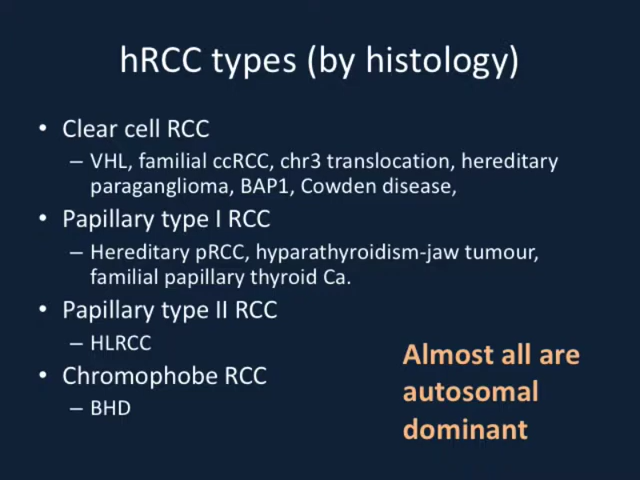 hRCC types (by histology)
• Clear cell RCC
– VHL, familial ccRCC, chr3 translocation, hereditary
paraganglioma, BAP1, Cowden disease,
• Papillary type I RCC
– Hereditary pRCC, hyparathyroidism-jaw tumour,
familial papillary thyroid Ca.
• Papillary type II RCC
– HLRCC
• Chromophobe RCC
– BHD
Almost all are
autosomal
dominant